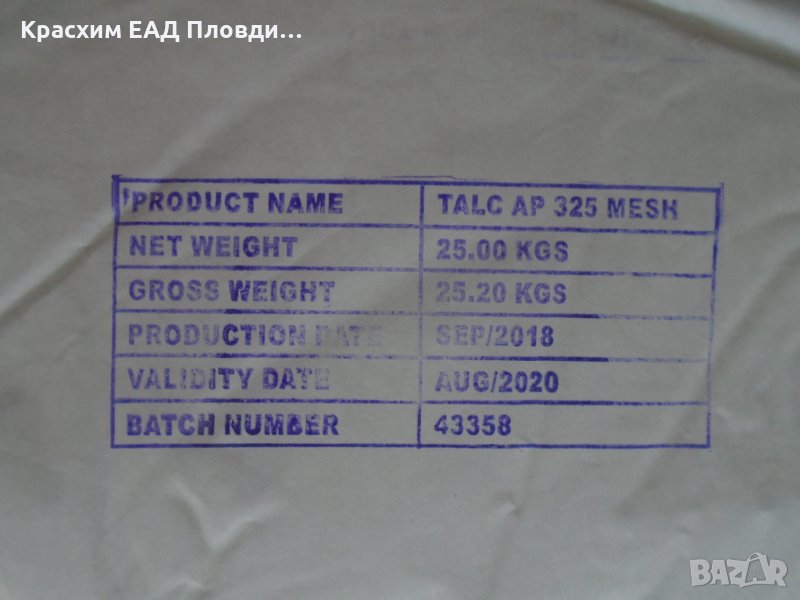 Красхим ЕАД Пловди...
PRODUCT NAME TALC AP 325 MESH
NET WEIGHT 25.00 KGS
GROSS WEIGHT 25.20 KGS
PRODUCTION DATE SEP/2018
VALIDITY DATE AUG/2020
BATCH NUMBER 43358
BAZAR